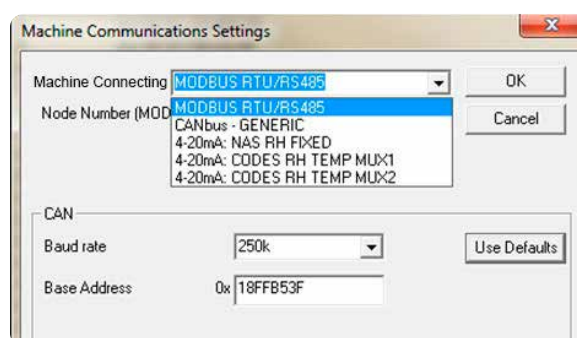 Machine Communications Settings
Machine Connecting MODBUS RTU/RS485 OK
Node Number (MOD
MODBUS RTU/RS485
CANbus - GENERIC
4-20mA: NAS RH FIXED
4-20mA: CODES RH TEMP MUX1
4-20mA: CODES RH TEMP MUX2
Cancel
CAN
Baud rate 250k Use Defaults
Base Address 0x 18FFB53F